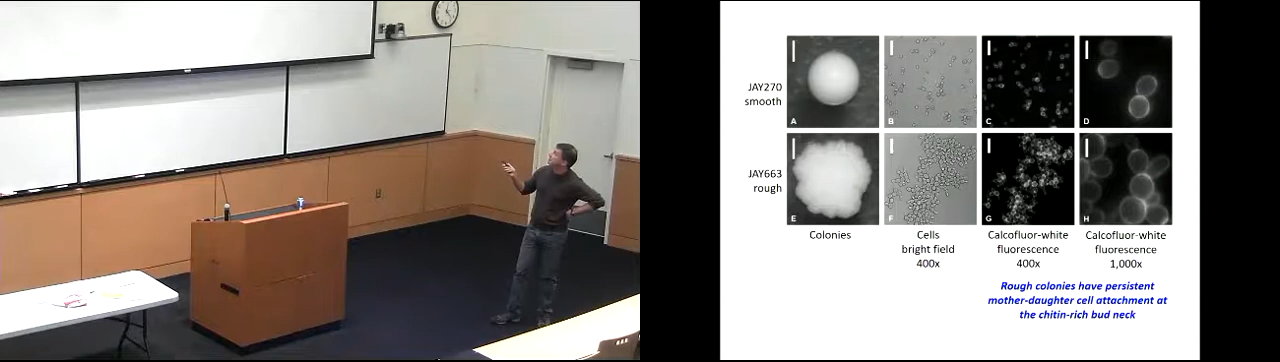 JAY270
smooth
A
B
C
D
JAY663
rough
E
F
G
H
Colonies
Cells
bright field
400x
Calcofluor-white
fluorescence
400x
Calcofluor-white
fluorescence
1,000x
Rough colonies have persistent
mother-daughter cell attachment at
the chitin-rich bud neck